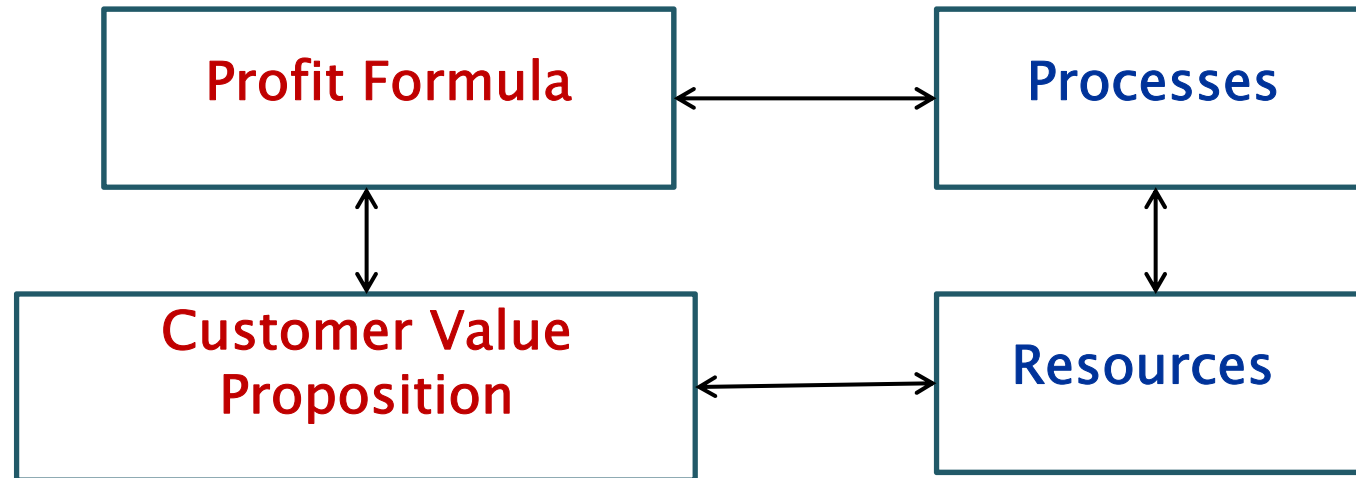 Profit Formula
Processes
Customer Value
Proposition
Resources